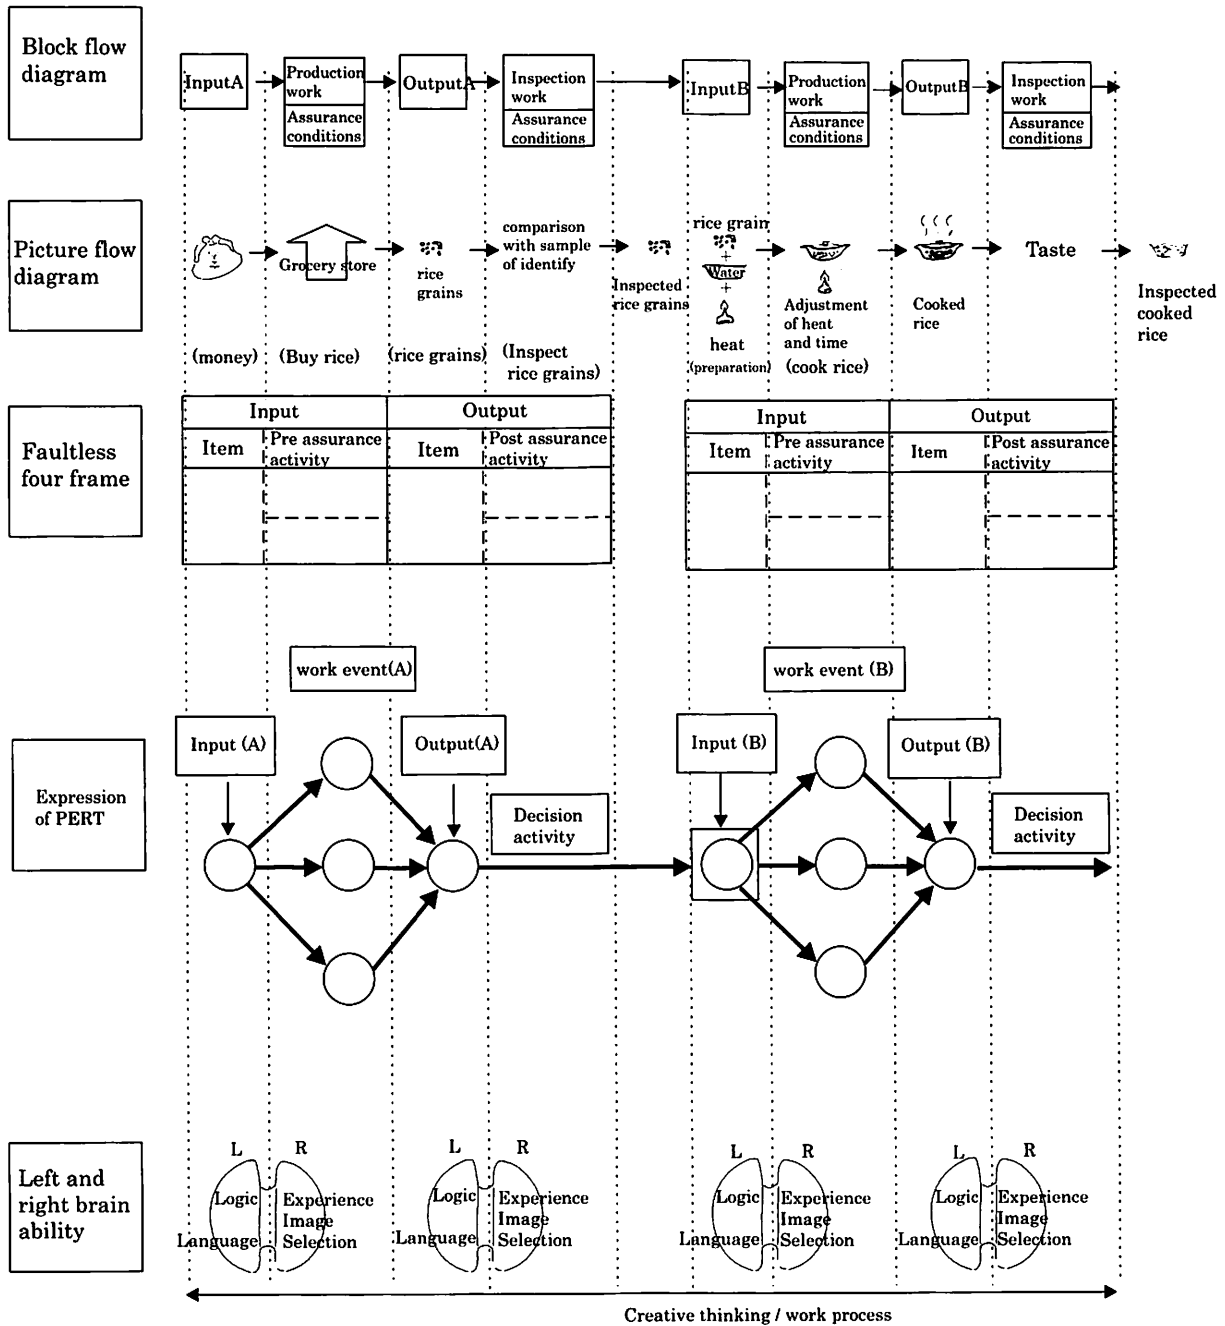 Block flow
diagram
InputA
Production
work
Assurance
conditions
OutputA
Inspection
work
Assurance
conditions
InputB
Production
work
Assurance
conditions
OutputB
Inspection
work
Assurance
conditions
Picture flow
diagram
(money)
Grocery store
(Buy rice)
rice
grains
(rice grains)
comparison
with sample
of identify
(Inspect
rice grains)
Inspected
rice grains
rice grain
+
Water
+
heat
(preparation)
Adjustment
of heat
and time
(cook rice)
Cooked
rice
Taste
Inspected
cooked
rice
Faultless
four frame
Input
Output
Item
Pre assurance
activity
Item
Post assurance
activity
Input
Output
Item
Pre assurance
activity
Item
Post assurance
activity
work event(A)
work event (B)
Expression
of PERT
Input (A)
Output(A)
Decision
activity
Input (B)
Output (B)
Decision
activity
Left and
right brain
ability
L R
Logic
Language
Experience
Image
Selection
L R
Logic
Language
Experience
Image
Selection
L R
Logic
Language
Experience
Image
Selection
L R
Logic
Language
Experience
Image
Selection
Creative thinking / work process